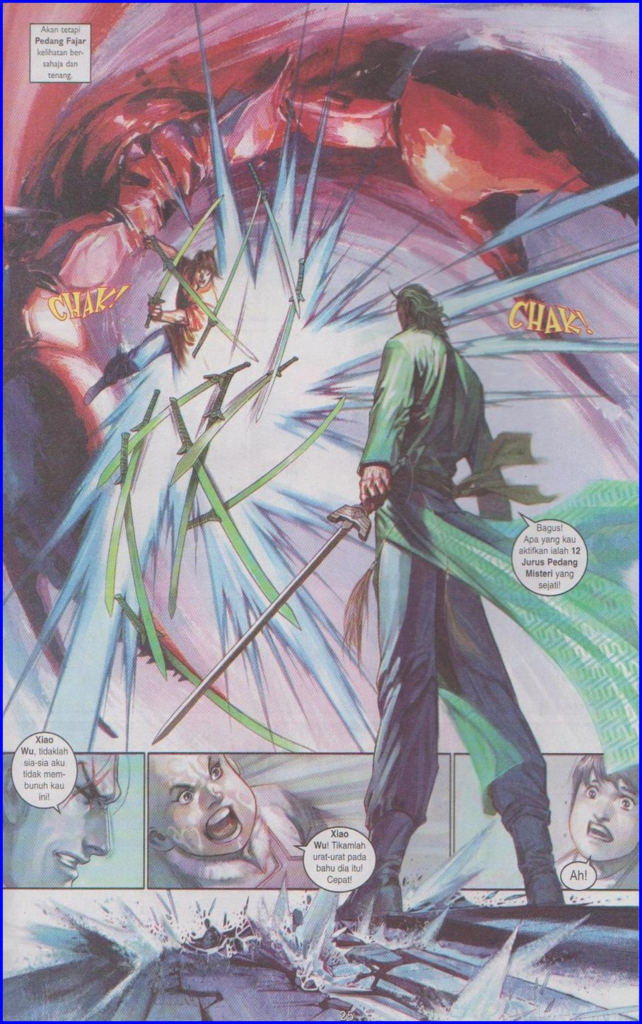 Akan tetapi
Pedang Fajar
kelihatan ber-
sahaja dan
tenang.
CHAK!
CHAK!
Bagus!
Apa yang kau
aktifkan ialah 12
Jurus Pedang
Misteri yang
sejati!
Xiao
Wu, tidaklah
sia-sia aku
tidak mem-
bunuh kau
ini!
Xiao
Wu! Tikamlah
urat-urat pada
bahu dia itu!
Cepat!
Ah!
25